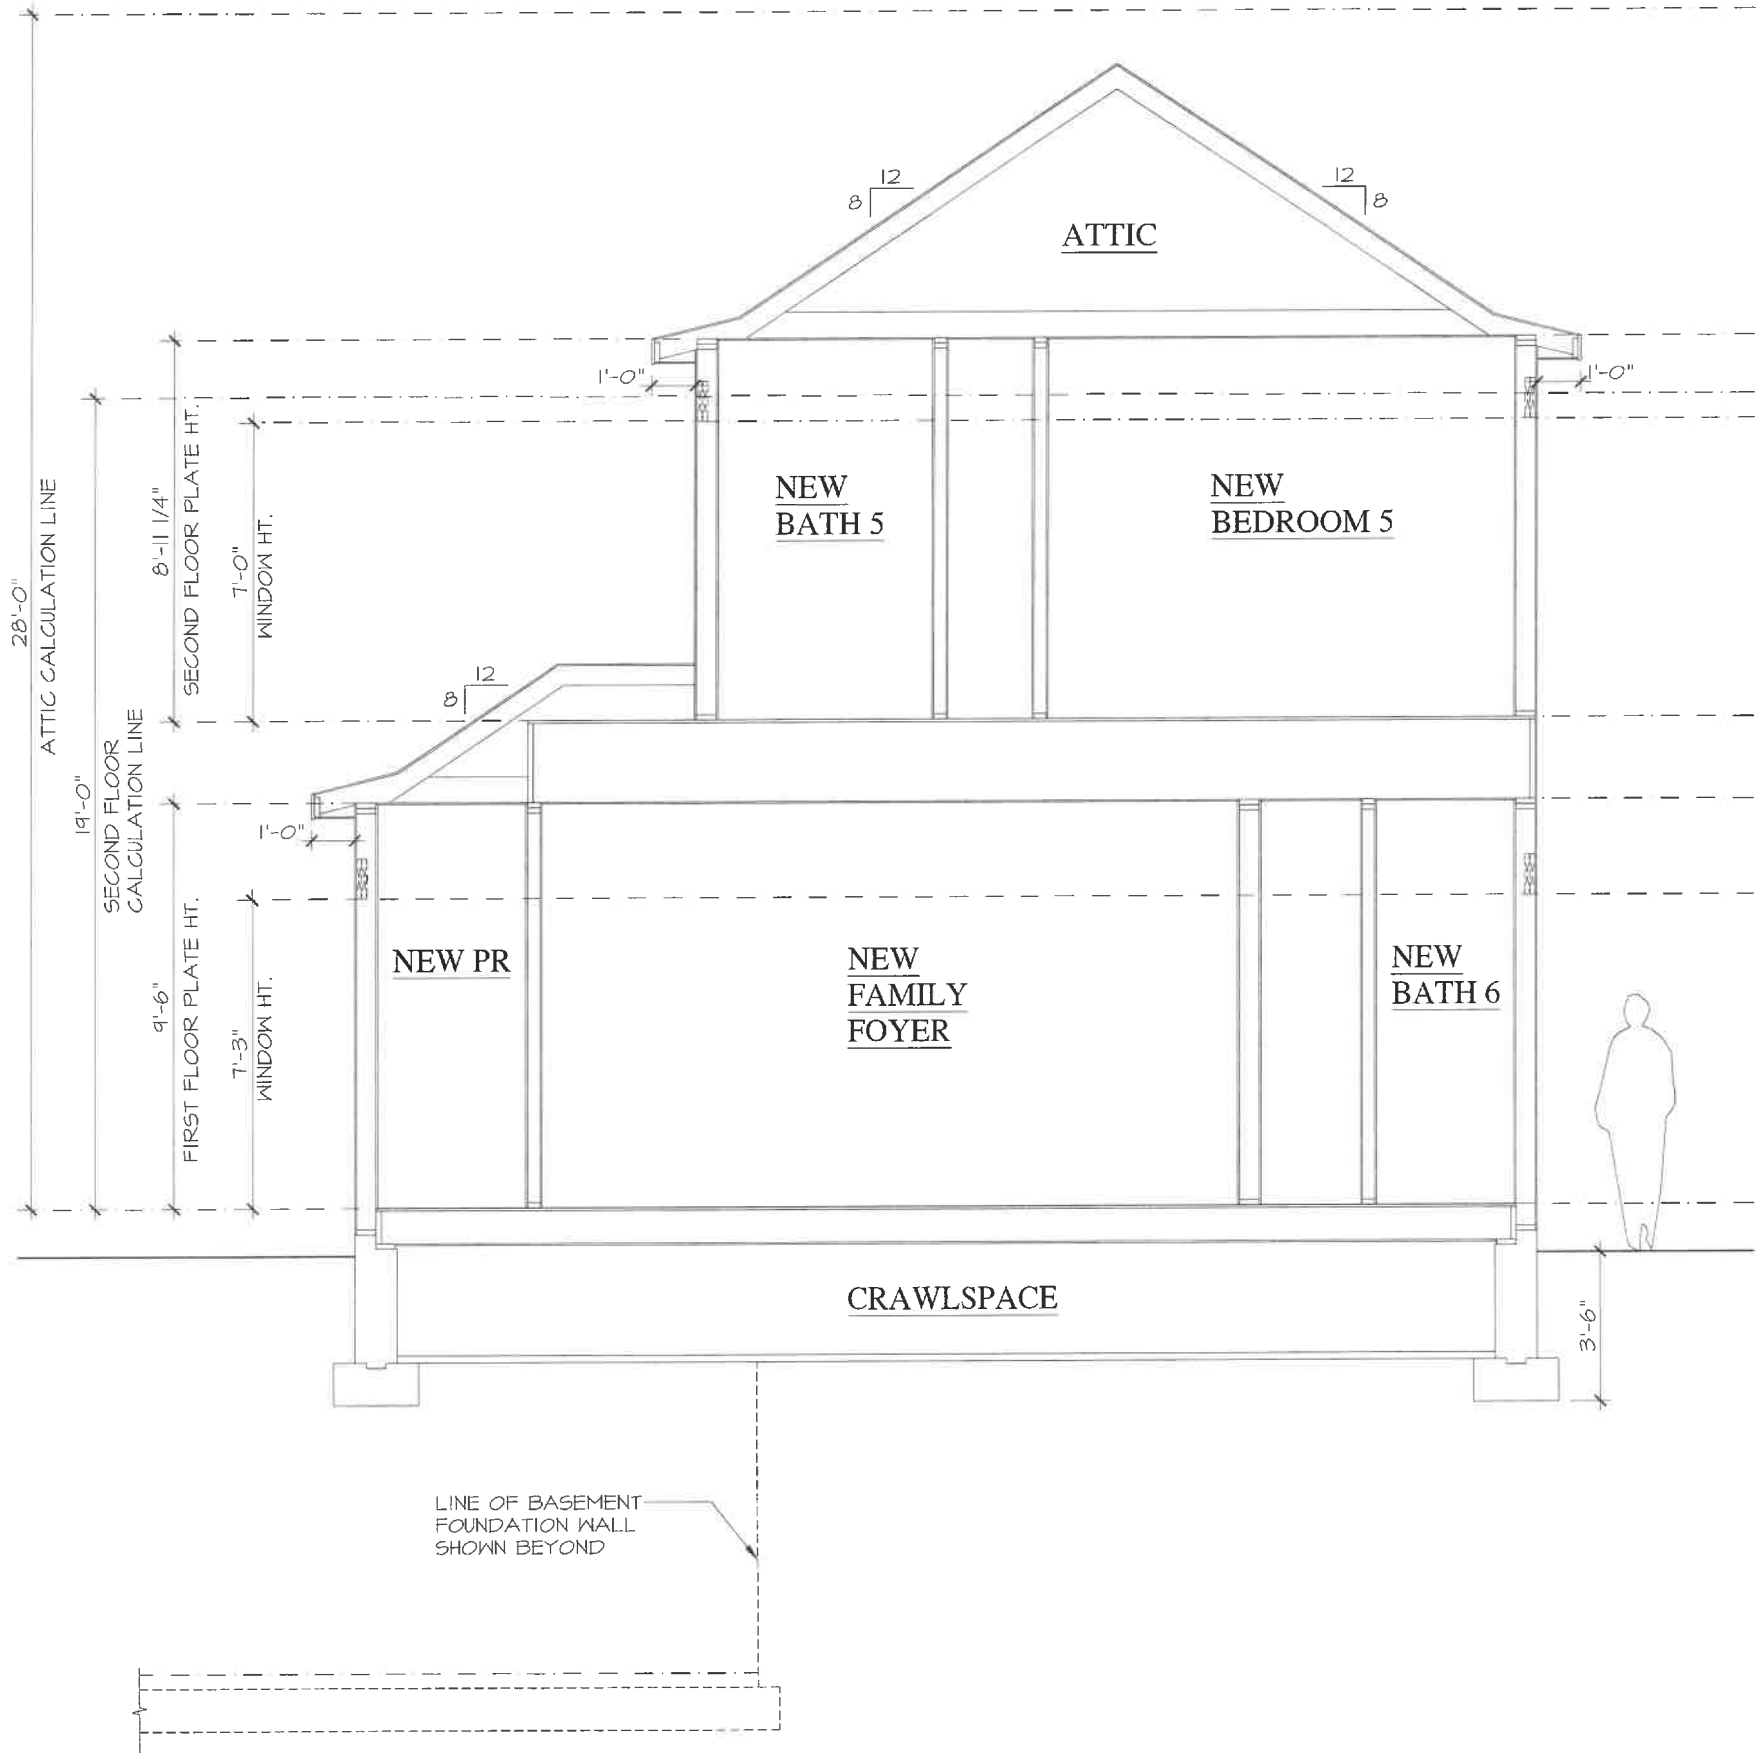 12
8
12
8
ATTIC
1'-0"
1'-0"
28'-0"
ATTIC CALCULATION LINE
19'-0"
SECOND FLOOR
CALCULATION LINE
8'-11 1/4"
SECOND FLOOR PLATE HT.
7'-0"
WINDOW HT.
NEW
BATH 5
NEW
BEDROOM 5
12
8
1'-0"
9'-6"
FIRST FLOOR PLATE HT.
7'-3"
WINDOW HT.
NEW PR
NEW
FAMILY
FOYER
NEW
BATH 6
CRAWLSPACE
3'-6"
LINE OF BASEMENT
FOUNDATION WALL
SHOWN BEYOND